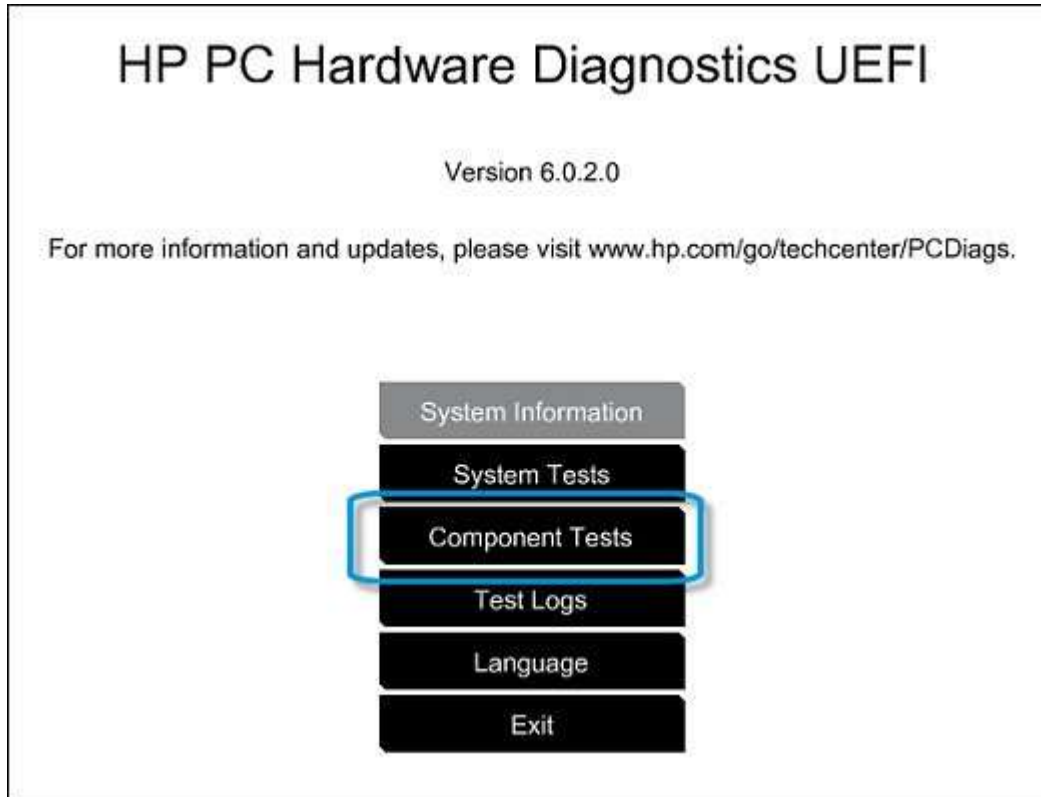 HP PC Hardware Diagnostics UEFI
Version 6.0.2.0
For more information and updates, please visit www.hp.com/go/techcenter/PCDiags.
System Information
System Tests
Component Tests
Test Logs
Language
Exit